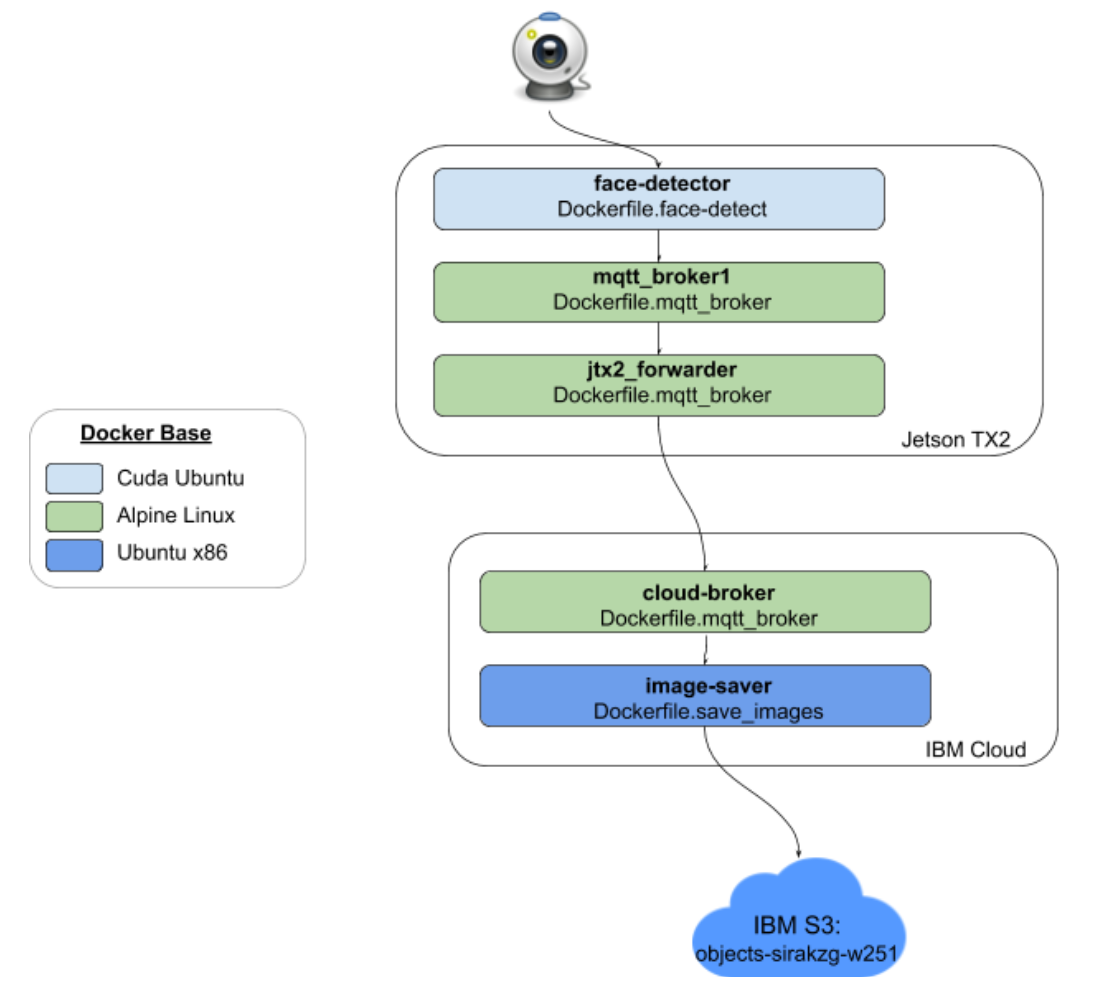 face-detector
Dockerfile.face-detect
mqtt_broker1
Dockerfile.mqtt_broker
jtx2_forwarder
Dockerfile.mqtt_broker
Jetson TX2
Docker Base
Cuda Ubuntu
Alpine Linux
Ubuntu x86
cloud-broker
Dockerfile.mqtt_broker
image-saver
Dockerfile.save_images
IBM Cloud
IBM S3:
objects-sirakzg-w251